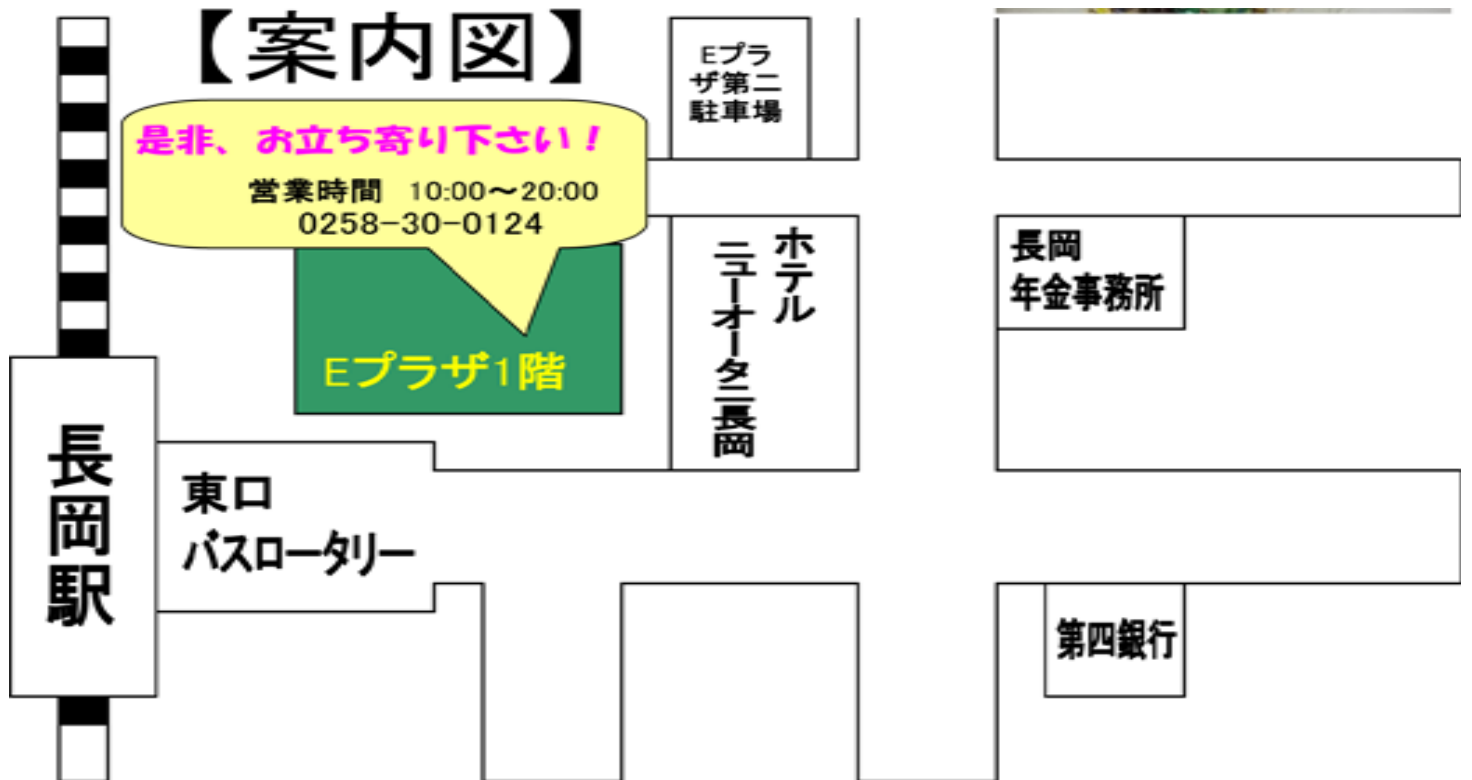 【案内図】
Eプラ
ザ第二
駐車場
是非、お立ち寄り下さい！
営業時間 10:00～20:00
0258-30-0124
Eプラザ1階
ホテル
ニューオータニ長岡
長岡
年金事務所
長岡駅
東口
バスロータリー
第四銀行